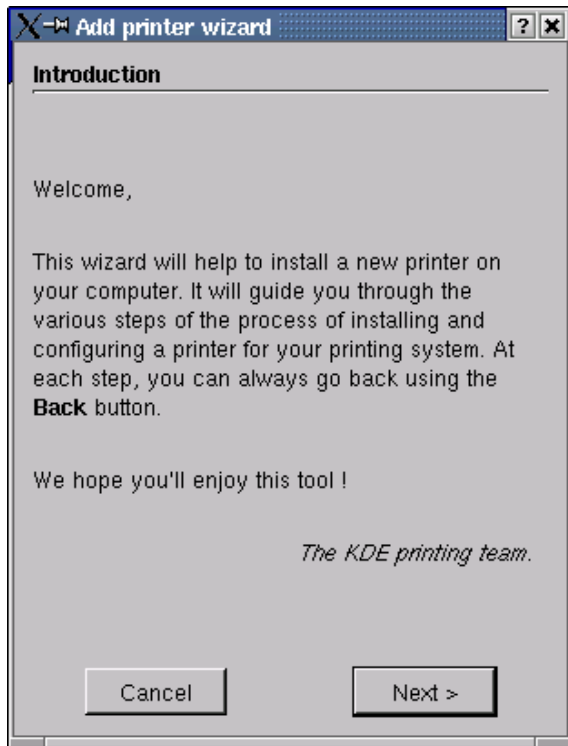 Add printer wizard
Introduction
Welcome,
This wizard will help to install a new printer on
your computer. It will guide you through the
various steps of the process of installing and
configuring a printer for your printing system. At
each step, you can always go back using the
Back button.
We hope you'll enjoy this tool !
The KDE printing team.
Cancel
Next >